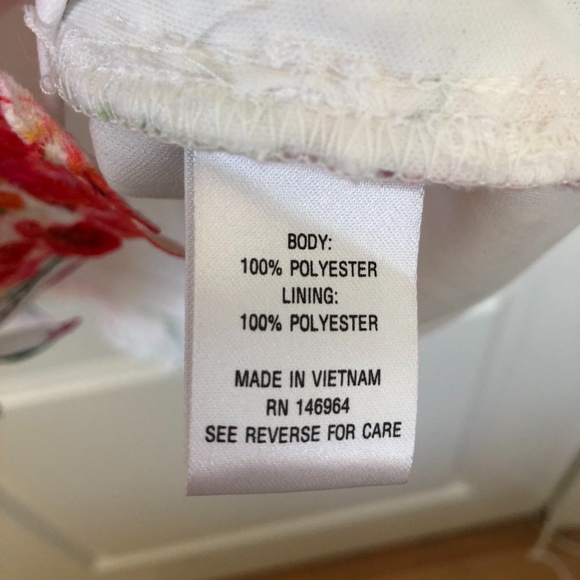 BODY:
100% POLYESTER
LINING:
100% POLYESTER
MADE IN VIETNAM
RN 146964
SEE REVERSE FOR CARE